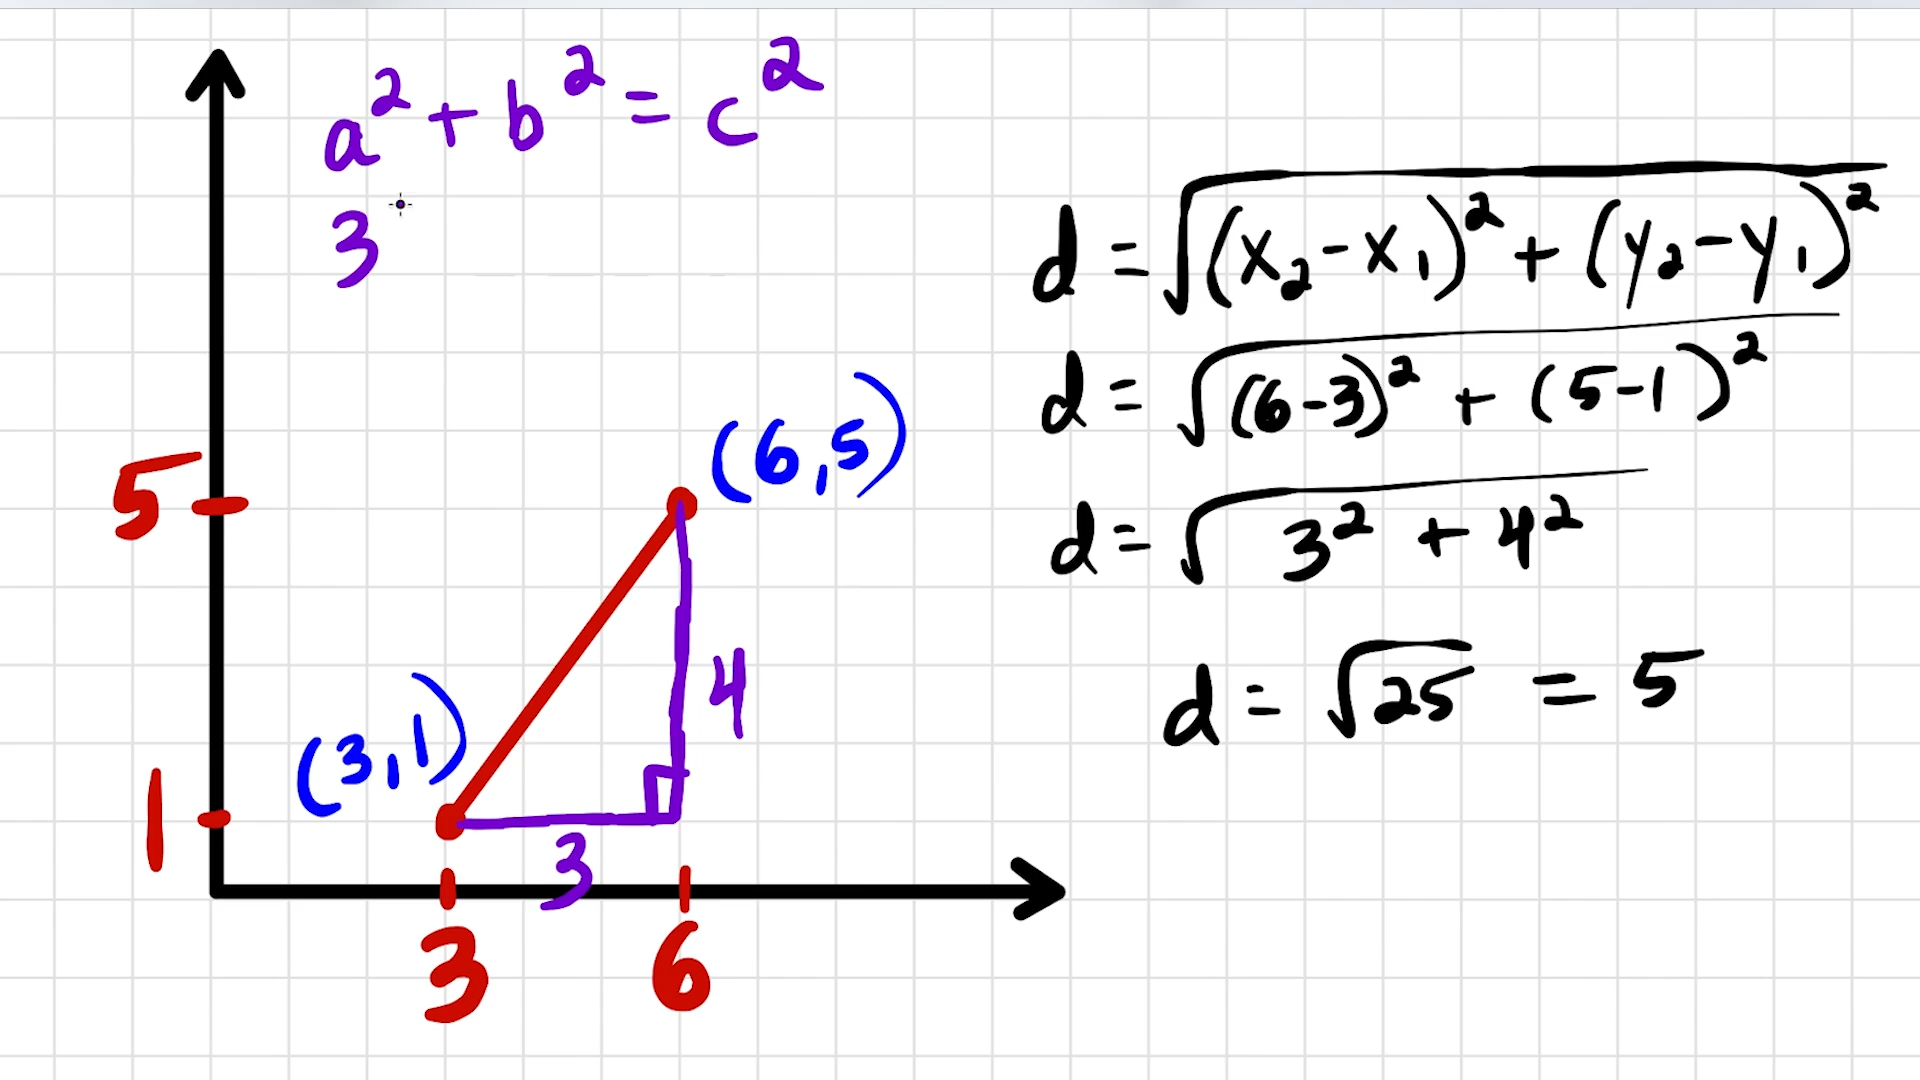 a² + b² = c²
3
d = √((x₂-x₁)² + (y₂-y₁)²)
d = √((6-3)² + (5-1)²)
d = √(3² + 4²)
d = √25 = 5
(6,5)
5
4
(3,1)
1
3
3
6